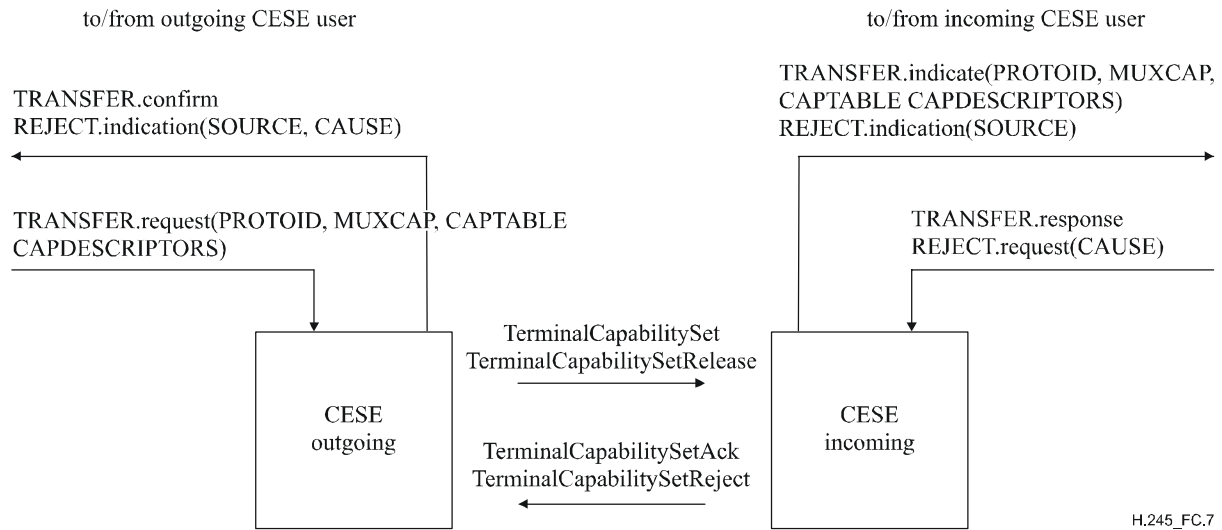 to/from outgoing CESE user
to/from incoming CESE user
TRANSFER.confirm
REJECT.indication(SOURCE, CAUSE)
TRANSFER.indicate(PROTOID, MUXCAP,
CAPTABLE CAPDESCRIPTORS)
REJECT.indication(SOURCE)
TRANSFER.request(PROTOID, MUXCAP, CAPTABLE
CAPDESCRIPTORS)
TRANSFER.response
REJECT.request(CAUSE)
TerminalCapabilitySet
TerminalCapabilitySetRelease
CESE
outgoing
CESE
incoming
TerminalCapabilitySetAck
TerminalCapabilitySetReject
H.245_FC.7